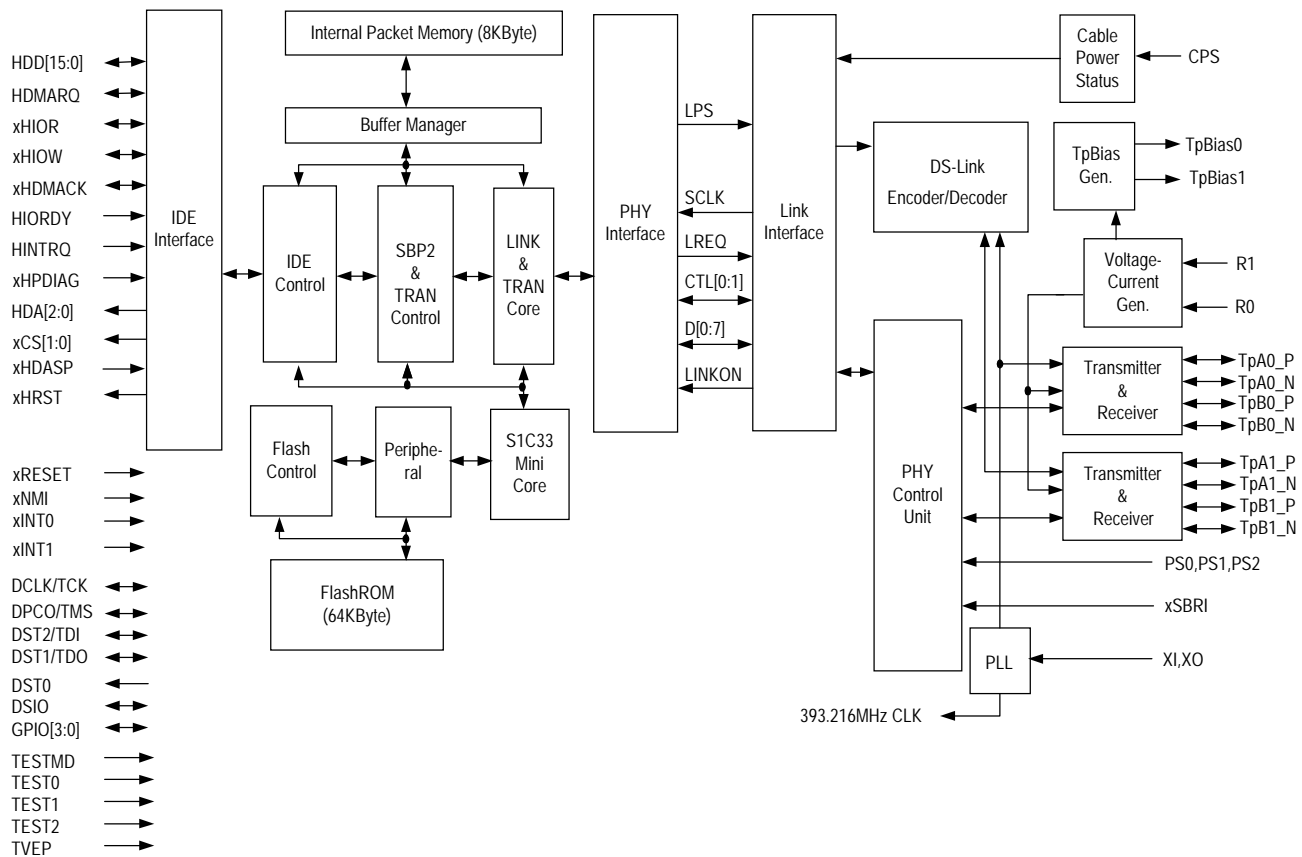 HDD[15:0]
HDMARQ
xHIOR
xHIOW
xHDMACK
HIORDY
HINTRQ
xHPDIAG
HDA[2:0]
xCS[1:0]
xHDASP
xHRST
xRESET
xNMI
xINT0
xINT1
DCLK/TCK
DPCO/TMS
DST2/TDI
DST1/TDO
DST0
DSIO
GPIO[3:0]
TESTMD
TEST0
TEST1
TEST2
TVEP
IDE
Interface
Internal Packet Memory (8KByte)
Buffer Manager
IDE
Control
SBP2
&
TRAN
Control
LINK
&
TRAN
Core
Flash
Control
Periphe-
ral
S1C33
Mini
Core
FlashROM
(64KByte)
PHY
Interface
LPS
SCLK
LREQ
CTL[0:1]
D[0:7]
LINKON
Link
Interface
DS-Link
Encoder/Decoder
PHY
Control
Unit
Cable
Power
Status
CPS
TpBias
Gen.
TpBias0
TpBias1
Voltage-
Current
Gen.
R1
R0
Transmitter
&
Receiver
TpA0_P
TpA0_N
TpB0_P
TpB0_N
Transmitter
&
Receiver
TpA1_P
TpA1_N
TpB1_P
TpB1_N
PS0,PS1,PS2
xSBRI
PLL
XI,XO
393.216MHz CLK